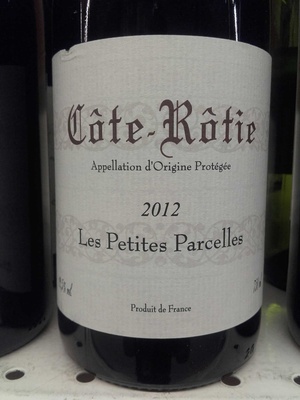 Côte-Rôtie
Appellation d'Origine Protégée
2012
Les Petites Parcelles
Produit de France